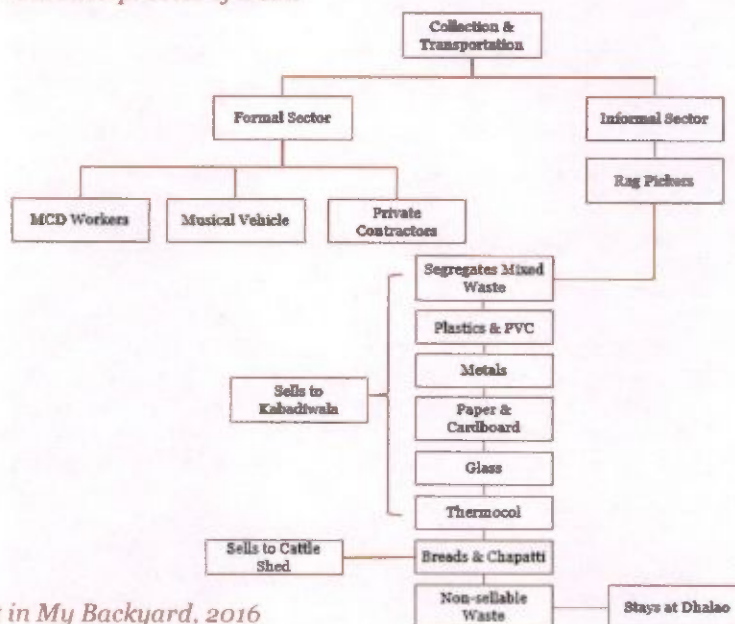 Collection &
Transportation
Formal Sector
Informal Sector
Rag Pickers
MCD Workers
Musical Vehicle
Private
Contractors
Segregates Mixed
Waste
Plastics & PVC
Metals
Sells to
Kabadiwala
Paper &
Cardboard
Glass
Thermocol
Sells to Cattle
Shed
Breads & Chapatti
Non-sellable
Waste
Stays at Dhalao
in My Backyard, 2016